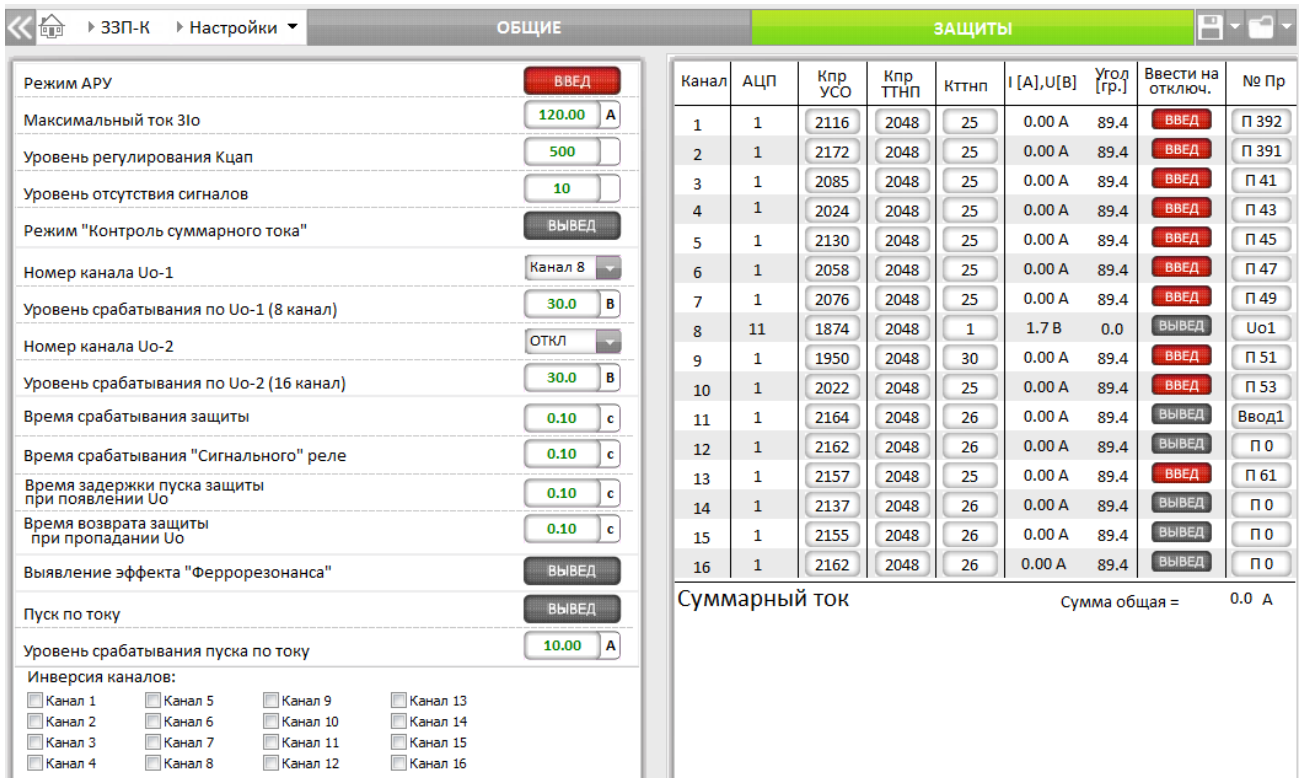 ЗЗП-К Настройки ОБЩИЕ ЗАЩИТЫ
Режим АРУ ВВЕД
Максимальный ток 3Io 120.00 А
Уровень регулирования Кцап 500
Уровень отсутствия сигналов 10
Режим "Контроль суммарного тока" ВЫВЕД
Номер канала Uo-1 Канал 8
Уровень срабатывания по Uo-1 (8 канал) 30.0 В
Номер канала Uo-2 ОТКЛ
Уровень срабатывания по Uo-2 (16 канал) 30.0 В
Время срабатывания защиты 0.10 с
Время срабатывания "Сигнального" реле 0.10 с
Время задержки пуска защиты
при появлении Uo 0.10 с
Время возврата защиты
при пропадании Uo 0.10 с
Выявление эффекта "Феррорезонанса" ВЫВЕД
Пуск по току ВЫВЕД
Уровень срабатывания пуска по току 10.00 А
Инверсия каналов:
Канал 1 Канал 5 Канал 9 Канал 13
Канал 2 Канал 6 Канал 10 Канал 14
Канал 3 Канал 7 Канал 11 Канал 15
Канал 4 Канал 8 Канал 12 Канал 16
Канал АЦП Кпр УСО Кпр ТТНП Кттнп I [А],U[В] Угол [гр.] Ввести на отключ. № Пр
1 1 2116 2048 25 0.00 А 89.4 ВВЕД П 392
2 1 2172 2048 25 0.00 А 89.4 ВВЕД П 391
3 1 2085 2048 25 0.00 А 89.4 ВВЕД П 41
4 1 2024 2048 25 0.00 А 89.4 ВВЕД П 43
5 1 2130 2048 25 0.00 А 89.4 ВВЕД П 45
6 1 2058 2048 25 0.00 А 89.4 ВВЕД П 47
7 1 2076 2048 25 0.00 А 89.4 ВВЕД П 49
8 11 1874 2048 1 1.7 В 0.0 ВЫВЕД Uo1
9 1 1950 2048 30 0.00 А 89.4 ВВЕД П 51
10 1 2022 2048 25 0.00 А 89.4 ВВЕД П 53
11 1 2164 2048 26 0.00 А 89.4 ВЫВЕД Ввод1
12 1 2162 2048 26 0.00 А 89.4 ВЫВЕД П 0
13 1 2157 2048 25 0.00 А 89.4 ВВЕД П 61
14 1 2137 2048 26 0.00 А 89.4 ВЫВЕД П 0
15 1 2155 2048 26 0.00 А 89.4 ВЫВЕД П 0
16 1 2162 2048 26 0.00 А 89.4 ВЫВЕД П 0
Суммарный ток Сумма общая = 0.0 А